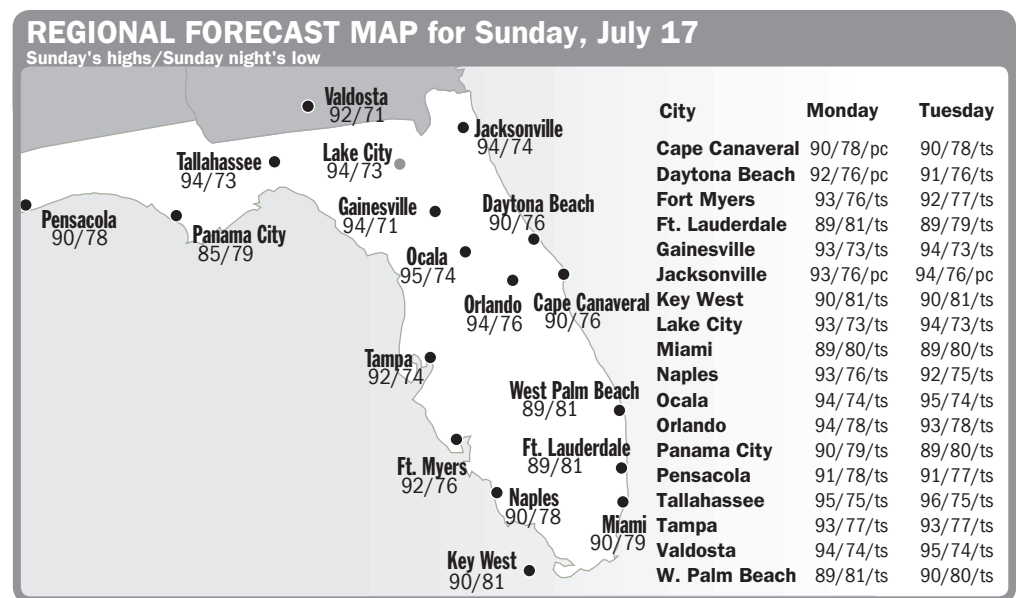 REGIONAL FORECAST MAP for Sunday, July 17
Sunday's highs/Sunday night's low
Valdosta
92/71
Jacksonville
94/74
Tallahassee
94/73
Lake City
94/73
Pensacola
90/78
Panama City
85/79
Gainesville
94/71
Daytona Beach
90/76
Ocala
95/74
Orlando
94/76
Cape Canaveral
90/76
Tampa
92/74
West Palm Beach
89/81
Ft. Lauderdale
89/81
Ft. Myers
92/76
Naples
90/78
Miami
90/79
Key West
90/81
City Monday Tuesday
Cape Canaveral 90/78/pc 90/78/ts
Daytona Beach 92/76/pc 91/76/ts
Fort Myers 93/76/ts 92/77/ts
Ft. Lauderdale 89/81/ts 89/79/ts
Gainesville 93/73/ts 94/73/ts
Jacksonville 93/76/pc 94/76/pc
Key West 90/81/ts 90/81/ts
Lake City 93/73/ts 94/73/ts
Miami 89/80/ts 89/80/ts
Naples 93/76/ts 92/75/ts
Ocala 94/74/ts 95/74/ts
Orlando 94/78/ts 93/78/ts
Panama City 90/79/ts 89/80/ts
Pensacola 91/78/ts 91/77/ts
Tallahassee 95/75/ts 96/75/ts
Tampa 93/77/ts 93/77/ts
Valdosta 94/74/ts 95/74/ts
W. Palm Beach 89/81/ts 90/80/ts